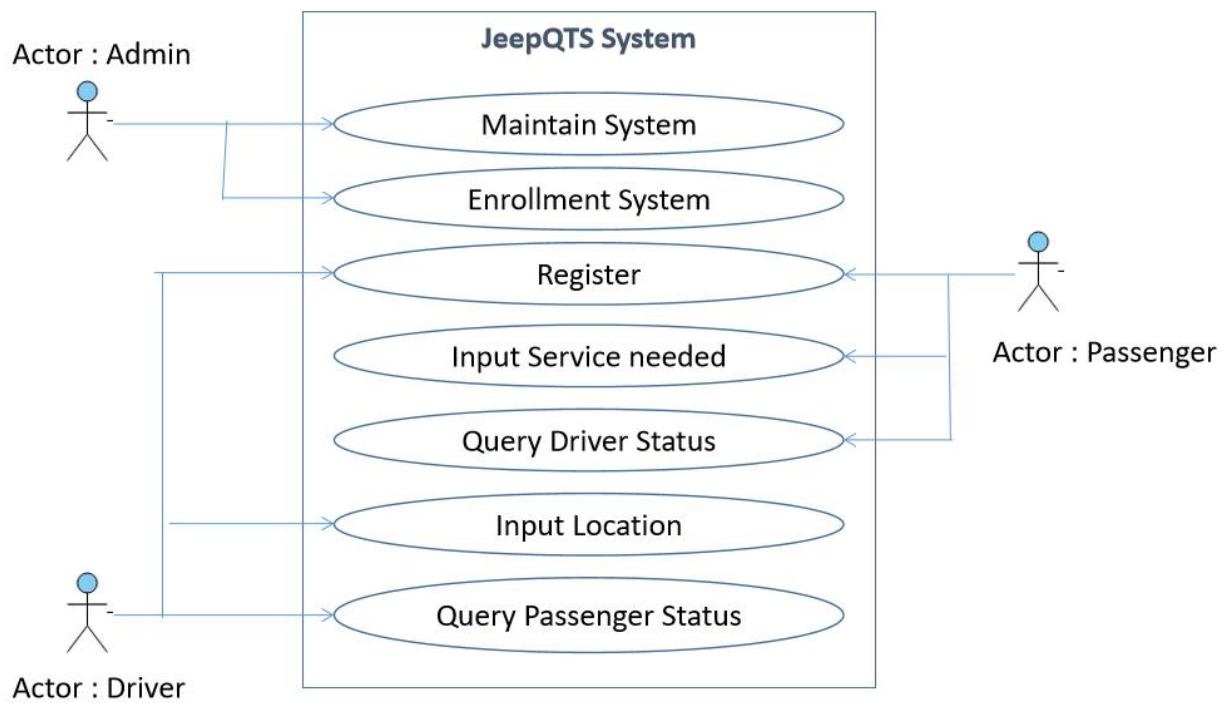 JeepQTS System
Actor : Admin
Maintain System
Enrollment System
Register
Input Service needed
Actor : Passenger
Query Driver Status
Input Location
Query Passenger Status
Actor : Driver